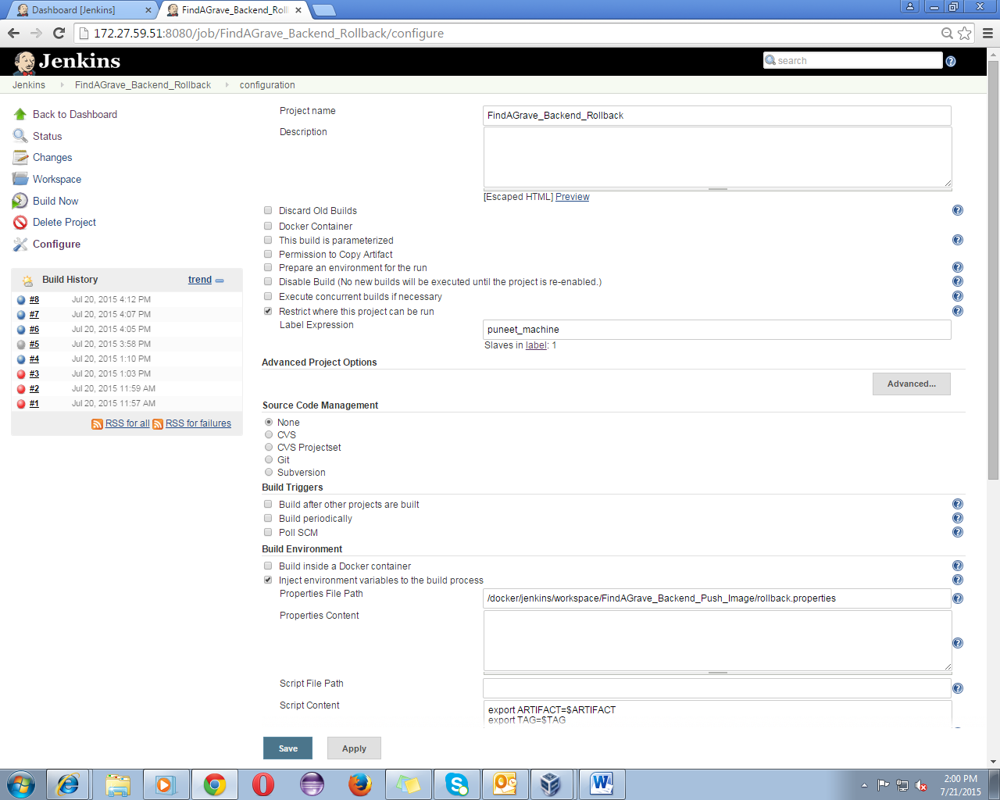 Dashboard [Jenkins]
FindAGrave_Backend_Rol
172.27.59.51:8080/job/FindAGrave_Backend_Rollback/configure
Jenkins
search
Jenkins
FindAGrave_Backend_Rollback
configuration
Back to Dashboard
Status
Changes
Workspace
Build Now
Delete Project
Configure
Build History
trend
#8 Jul 20, 2015 4:12 PM
#7 Jul 20, 2015 4:07 PM
#6 Jul 20, 2015 4:05 PM
#5 Jul 20, 2015 3:58 PM
#4 Jul 20, 2015 1:10 PM
#3 Jul 20, 2015 1:03 PM
#2 Jul 20, 2015 11:59 AM
#1 Jul 20, 2015 11:57 AM
RSS for all RSS for failures
Project name
FindAGrave_Backend_Rollback
Description
[Escaped HTML] Preview
Discard Old Builds
Docker Container
This build is parameterized
Permission to Copy Artifact
Prepare an environment for the run
Disable Build (No new builds will be executed until the project is re-enabled.)
Execute concurrent builds if necessary
Restrict where this project can be run
Label Expression
puneet_machine
Slaves in label: 1
Advanced Project Options
Advanced...
Source Code Management
None
CVS
CVS Projectset
Git
Subversion
Build Triggers
Build after other projects are built
Build periodically
Poll SCM
Build Environment
Build inside a Docker container
Inject environment variables to the build process
Properties File Path
/docker/jenkins/workspace/FindAGrave_Backend_Push_Image/rollback.properties
Properties Content
Script File Path
Script Content
export ARTIFACT=$ARTIFACT
export TAG=$TAG
Save
Apply
2:00 PM
7/21/2015